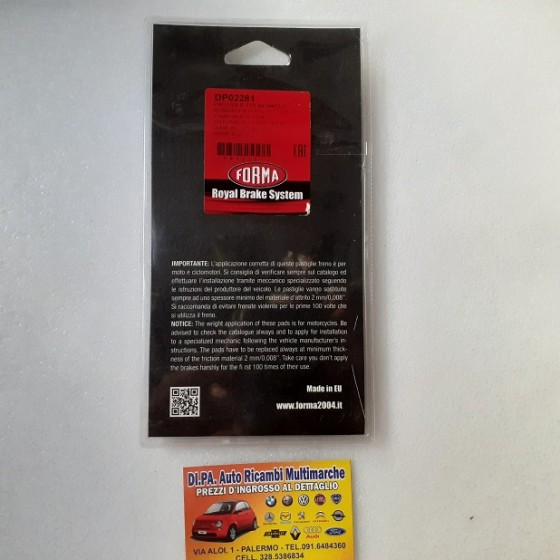 DP02281
EAC
FORMA
Royal Brake System
IMPORTANTE: L'applicazione corretta di queste pastiglie freno è per
moto e ciclomotori. Si consiglia di verificare sempre sul catalogo ed
effettuare l'installazione tramite meccanico specializzato seguendo
le istruzioni del produttore del veicolo. Le pastiglie vanno sostituite
sempre ad uno spessore minimo del materiale d'attrito 2 mm/0,008".
Si raccomanda di evitare frenate violente per le prime 100 volte che
si utilizza il freno.
NOTICE: The wright application of these pads is for motorcycles. Be
advised to check the catalogue always and to apply for installation
to a specialized mechanic following the vehicle manufacturer's in-
structions. The pads have to be replaced always at minimum thick-
ness of the friction material 2 mm/0,008". Take care you don't apply
the brakes harshly for the fi rst 100 times of their use.
Made in EU
www.forma2004.it
DI.PA. Auto Ricambi Multimarche
PREZZI D'INGROSSO AL DETTAGLIO
Audi
VIA ALOI, 1 - PALERMO - TEL.091.6484360
CELL. 328.5386834